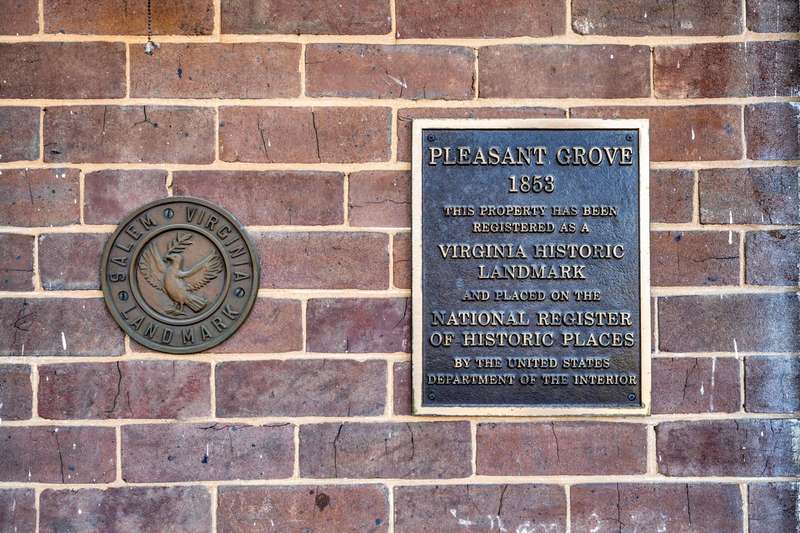 SALEM VIRGINIA
LANDMARK
PLEASANT GROVE
1853
THIS PROPERTY HAS BEEN
REGISTERED AS A
VIRGINIA HISTORIC
LANDMARK
AND PLACED ON THE
NATIONAL REGISTER
OF HISTORIC PLACES
BY THE UNITED STATES
DEPARTMENT OF THE INTERIOR